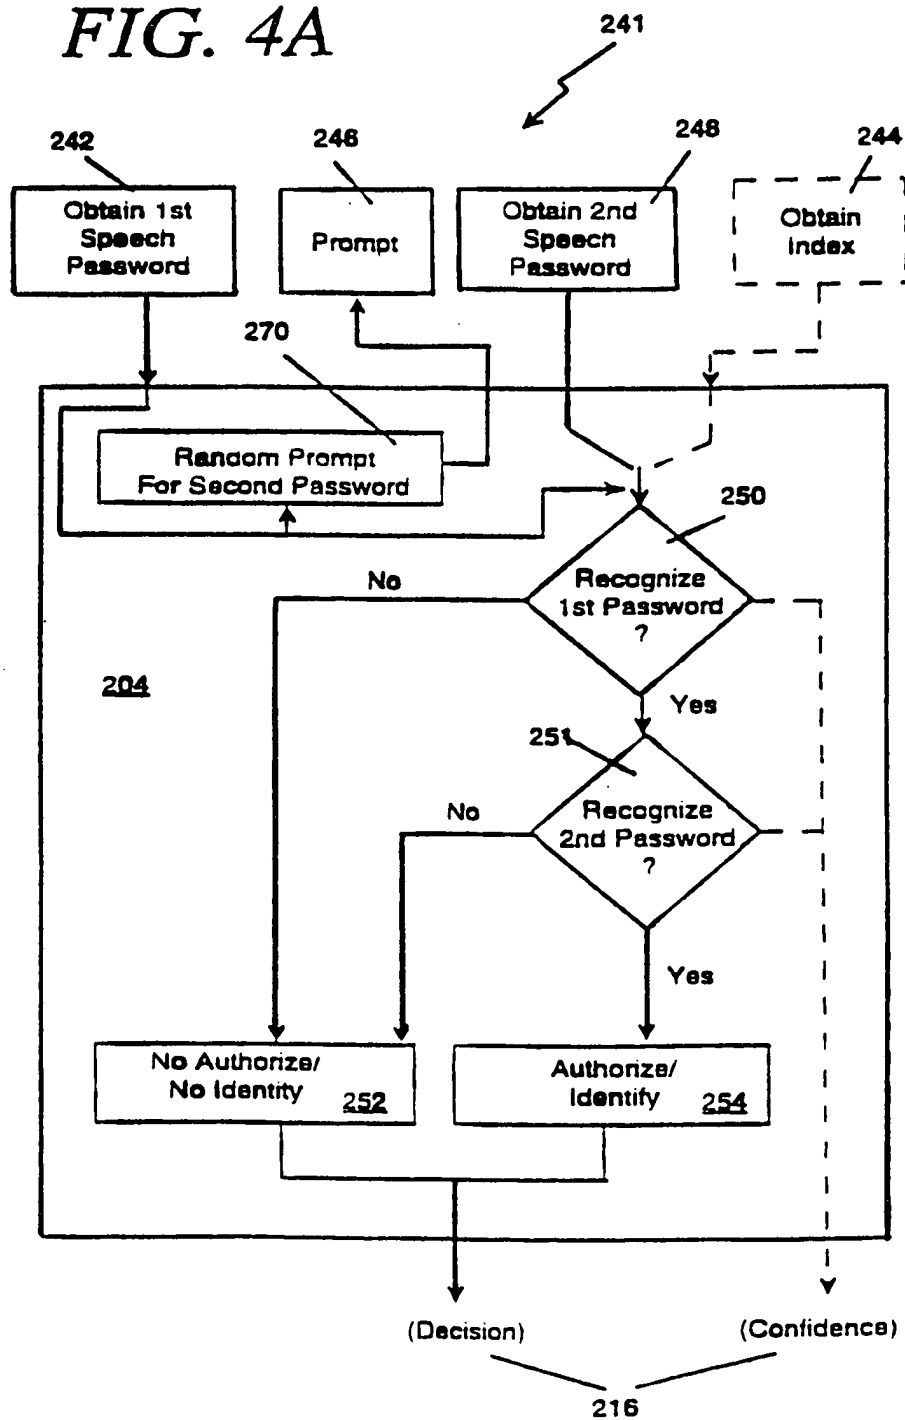 FIG. 4A
241
242
246
248
244
Obtain 1st
Speech
Password
Prompt
Obtain 2nd
Speech
Password
Obtain
Index
270
Random Prompt
For Second Password
250
No
Recognize
1st Password
?
204
Yes
251
No
Recognize
2nd Password
?
Yes
No Authorize/
No Identity
252
Authorize/
Identify
254
(Decision)
(Confidence)
216